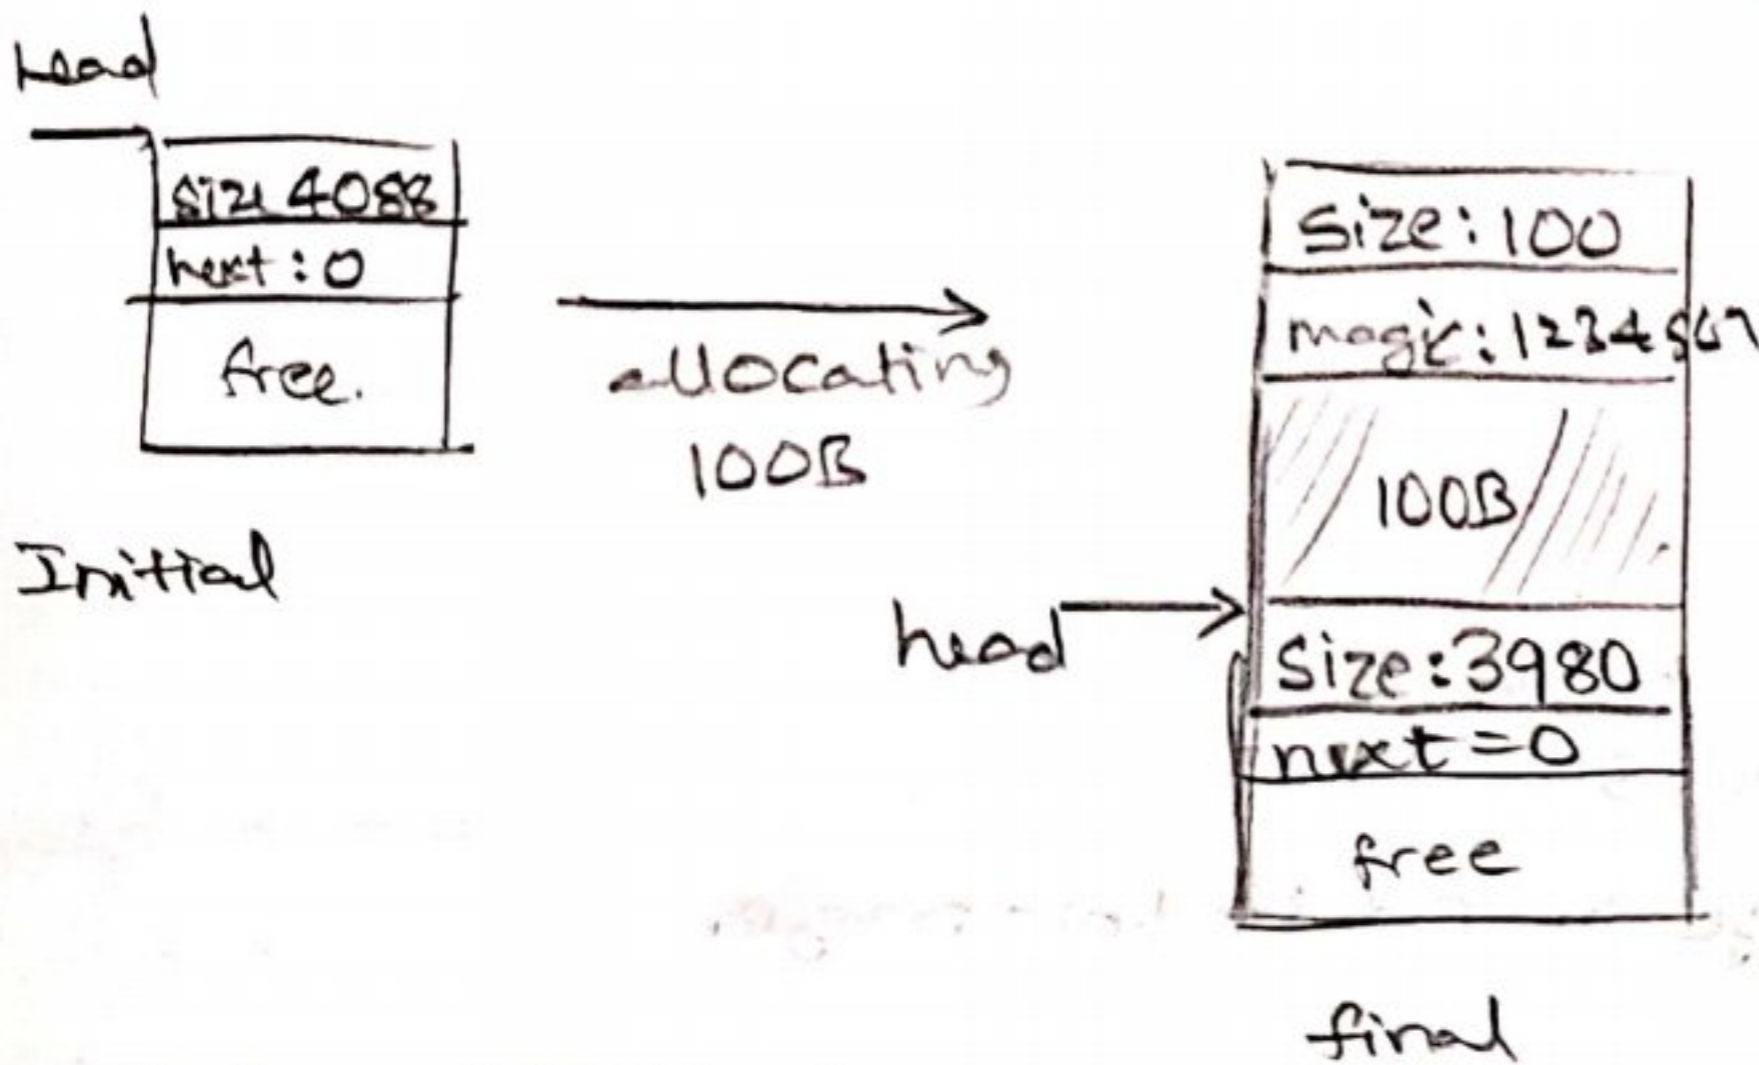 head
size 4088
next : 0
free.
Initial
allocating
100B
Size : 100
magic : 1234567
100B
head
Size : 3980
next = 0
free
final